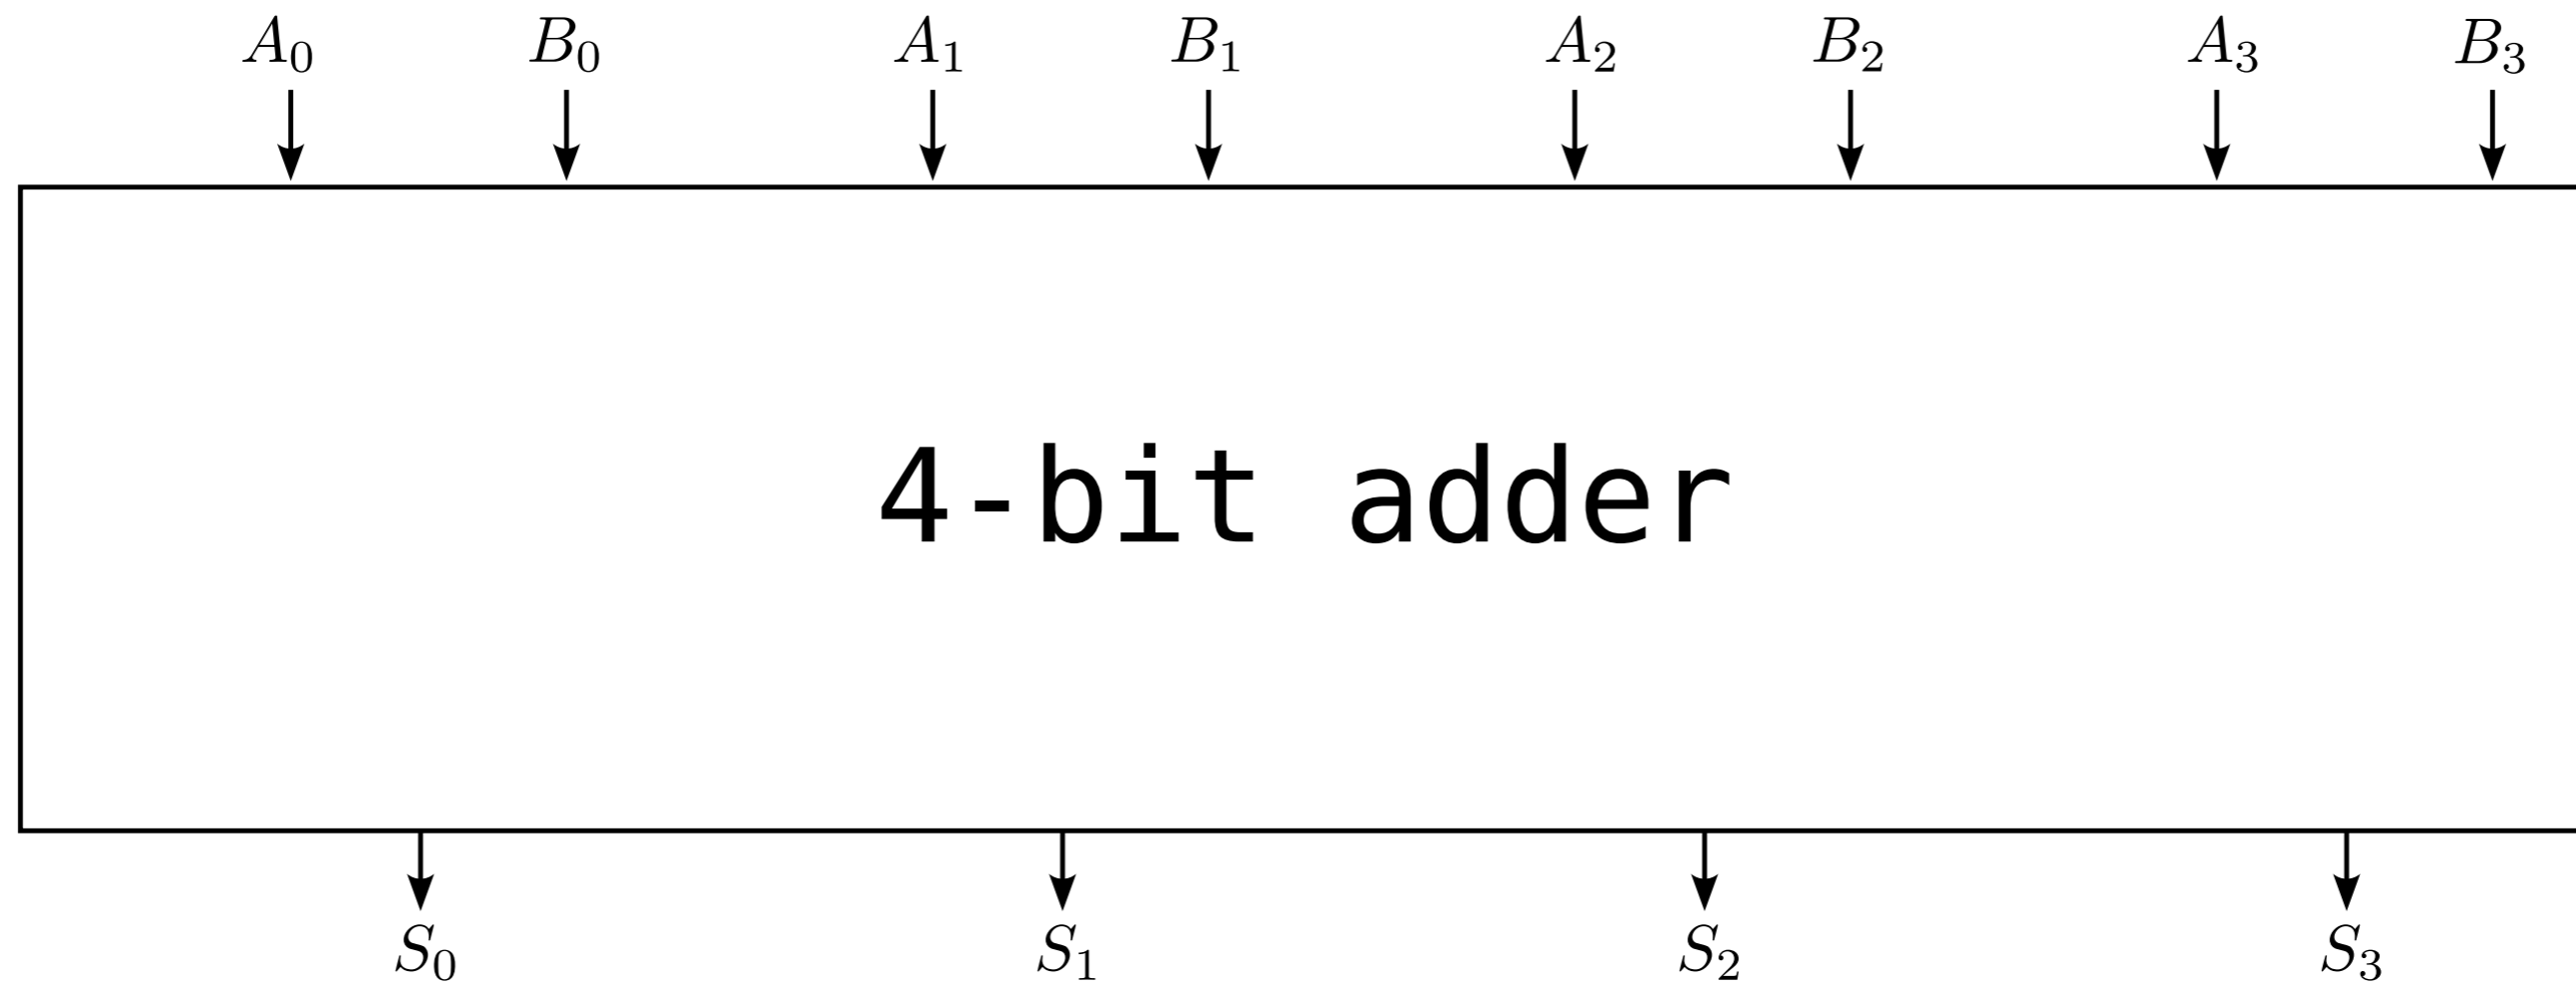 A₀ B₀ A₁ B₁ A₂ B₂ A₃ B₃
4-bit adder
S₀ S₁ S₂ S₃